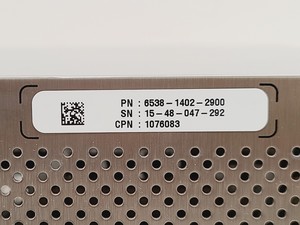 PN : 6538-1402-2900
SN : 15-48-047-292
CPN : 1076083